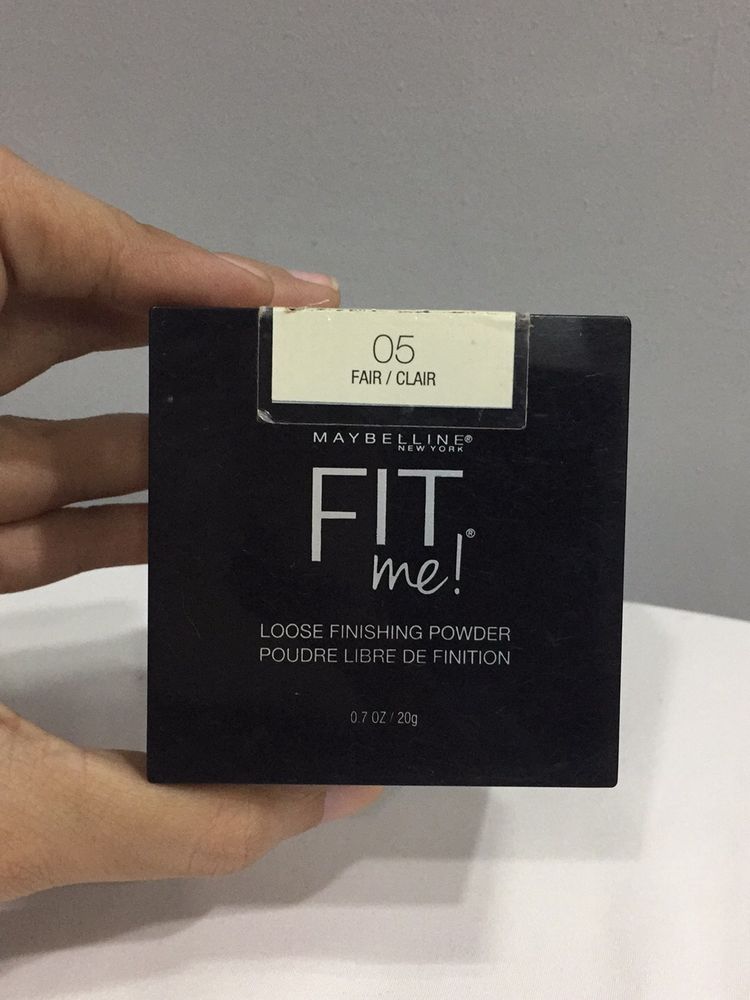 05
FAIR / CLAIR
MAYBELLINE®
NEW YORK
FIT
me!®
LOOSE FINISHING POWDER
POUDRE LIBRE DE FINITION
0.7 OZ / 20g